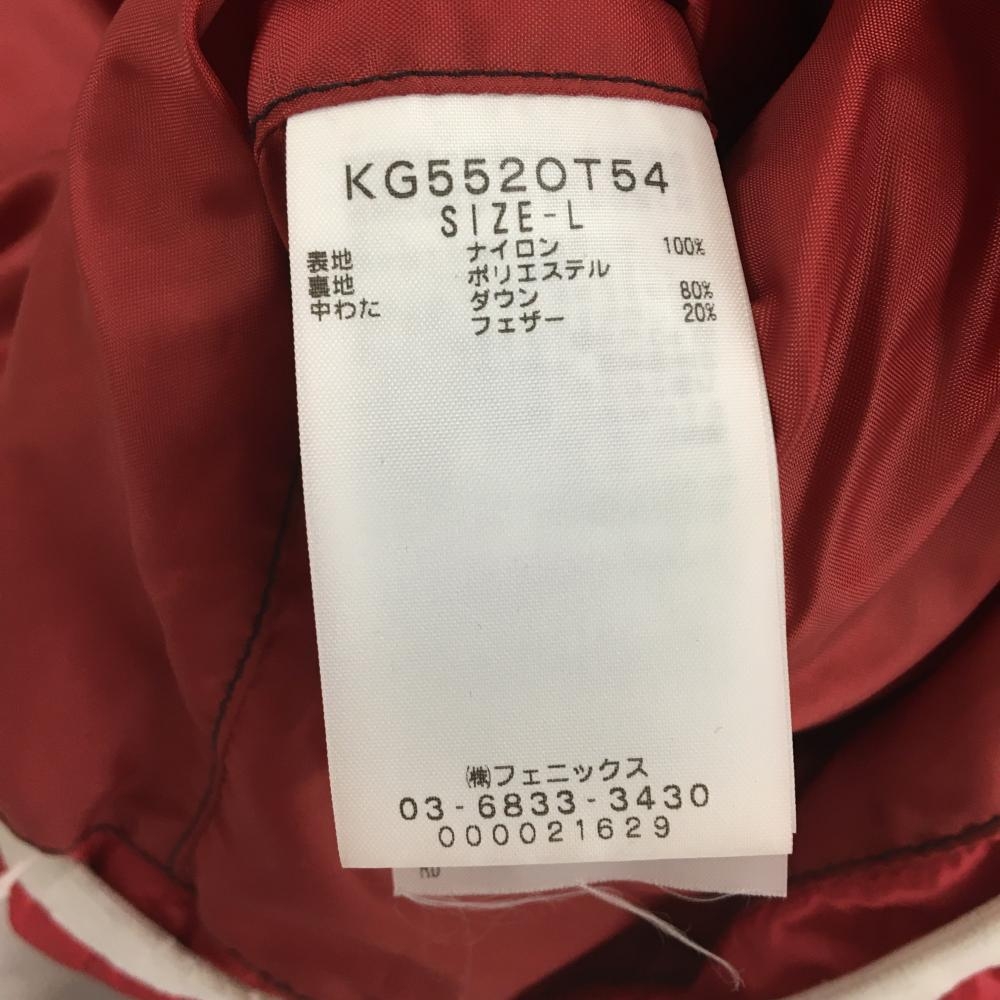 KG5520T54
SIZE-L
表地 ナイロン 100%
裏地 ポリエステル
中わた ダウン 80%
フェザー 20%
㈱フェニックス
03-6833-3430
000021629